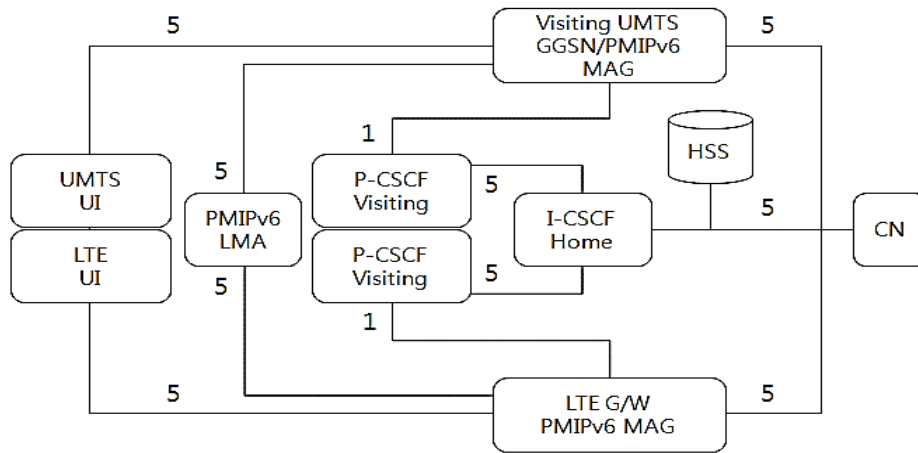 5
Visiting UMTS
GGSN/PMIPv6
MAG
5
1
HSS
UMTS
UI
5
P-CSCF
Visiting
5
PMIPv6
LMA
I-CSCF
Home
5
CN
LTE
UI
P-CSCF
Visiting
5
5
1
5
LTE G/W
PMIPv6 MAG
5